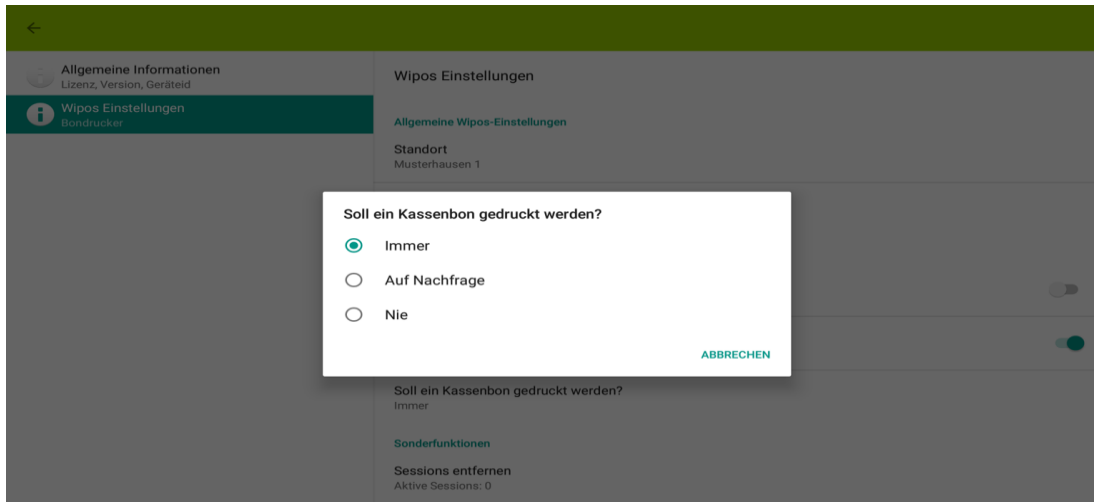 Allgemeine Informationen
Lizenz, Version, Geräteid
Wipos Einstellungen
Bondrucker
Wipos Einstellungen
Allgemeine Wipos-Einstellungen
Standort
Musterhausen 1
Soll ein Kassenbon gedruckt werden?
Immer
Auf Nachfrage
Nie
ABBRECHEN
Soll ein Kassenbon gedruckt werden?
Immer
Sonderfunktionen
Sessions entfernen
Aktive Sessions: 0